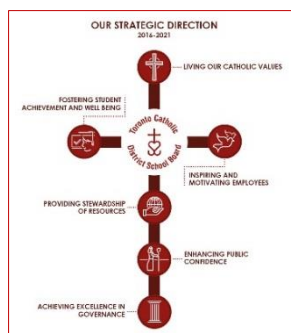 OUR STRATEGIC DIRECTION
2016-2021
LIVING OUR CATHOLIC VALUES
FOSTERING STUDENT
ACHIEVEMENT AND WELL BEING
Toronto Catholic
District School Board
INSPIRING AND
MOTIVATING EMPLOYEES
PROVIDING STEWARDSHIP
OF RESOURCES
ENHANCING PUBLIC
CONFIDENCE
ACHIEVING EXCELLENCE IN
GOVERNANCE